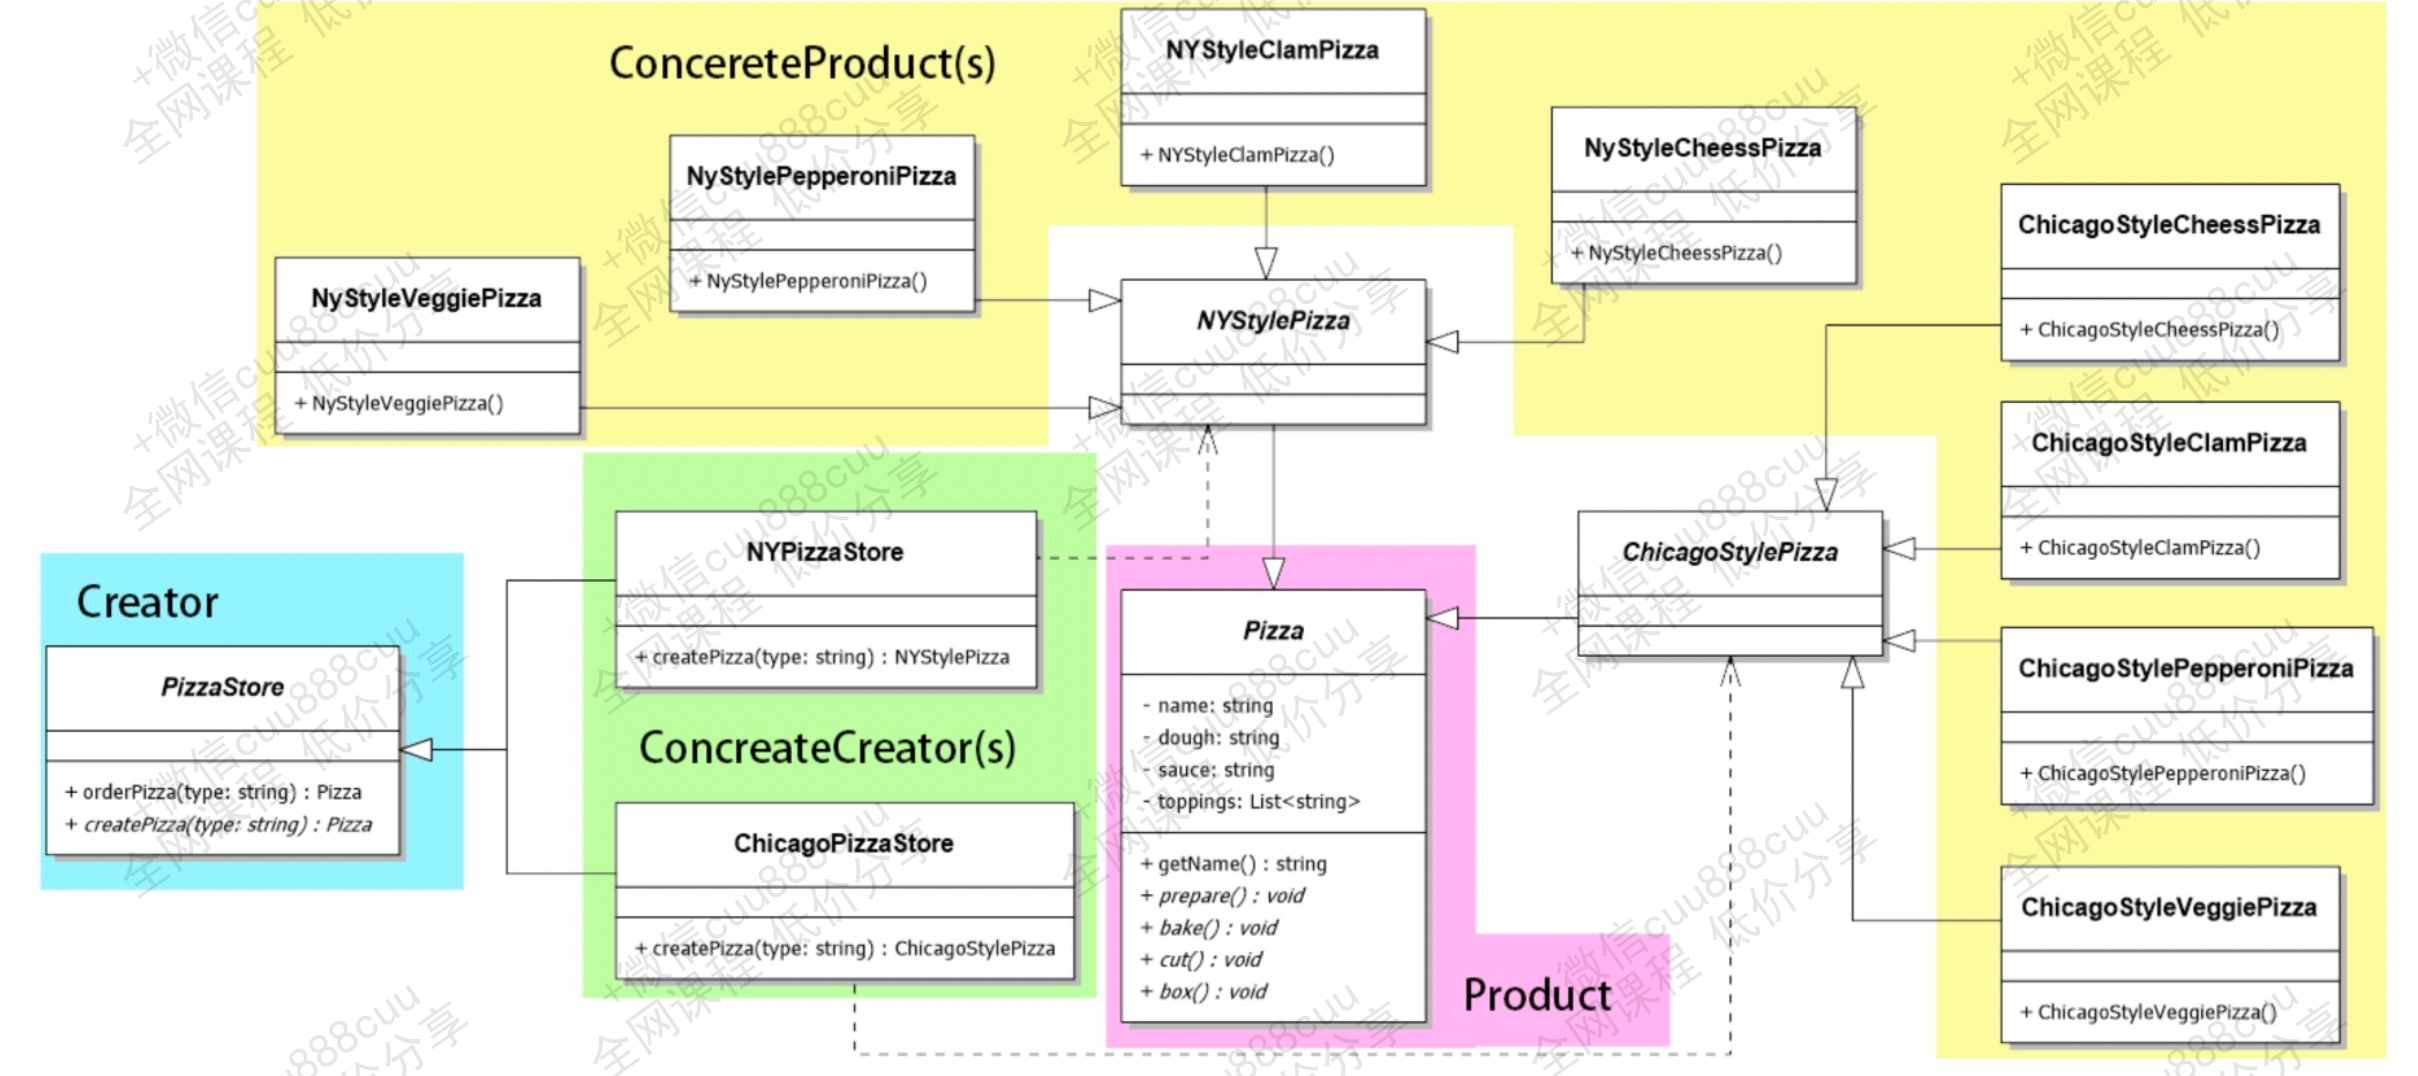 ConcereteProduct(s)
NYStyleClamPizza
+ NYStyleClamPizza()
NyStylePepperoniPizza
+ NyStylePepperoniPizza()
NyStyleCheessPizza
+ NyStyleCheessPizza()
NyStyleVeggiePizza
+ NyStyleVeggiePizza()
NYStylePizza
ChicagoStyleCheessPizza
+ ChicagoStyleCheessPizza()
ChicagoStyleClamPizza
+ ChicagoStyleClamPizza()
ChicagoStylePizza
ChicagoStylePepperoniPizza
+ ChicagoStylePepperoniPizza()
ChicagoStyleVeggiePizza
+ ChicagoStyleVeggiePizza()
Creator
PizzaStore
+ orderPizza(type: string) : Pizza
+ createPizza(type: string) : Pizza
NYPizzaStore
+ createPizza(type: string) : NYStylePizza
ConcreateCreator(s)
ChicagoPizzaStore
+ createPizza(type: string) : ChicagoStylePizza
Pizza
- name: string
- dough: string
- sauce: string
- toppings: List<string>
+ getName() : string
+ prepare() : void
+ bake() : void
+ cut() : void
+ box() : void
Product
+微信cuu888cuu
全网课程 低价分享